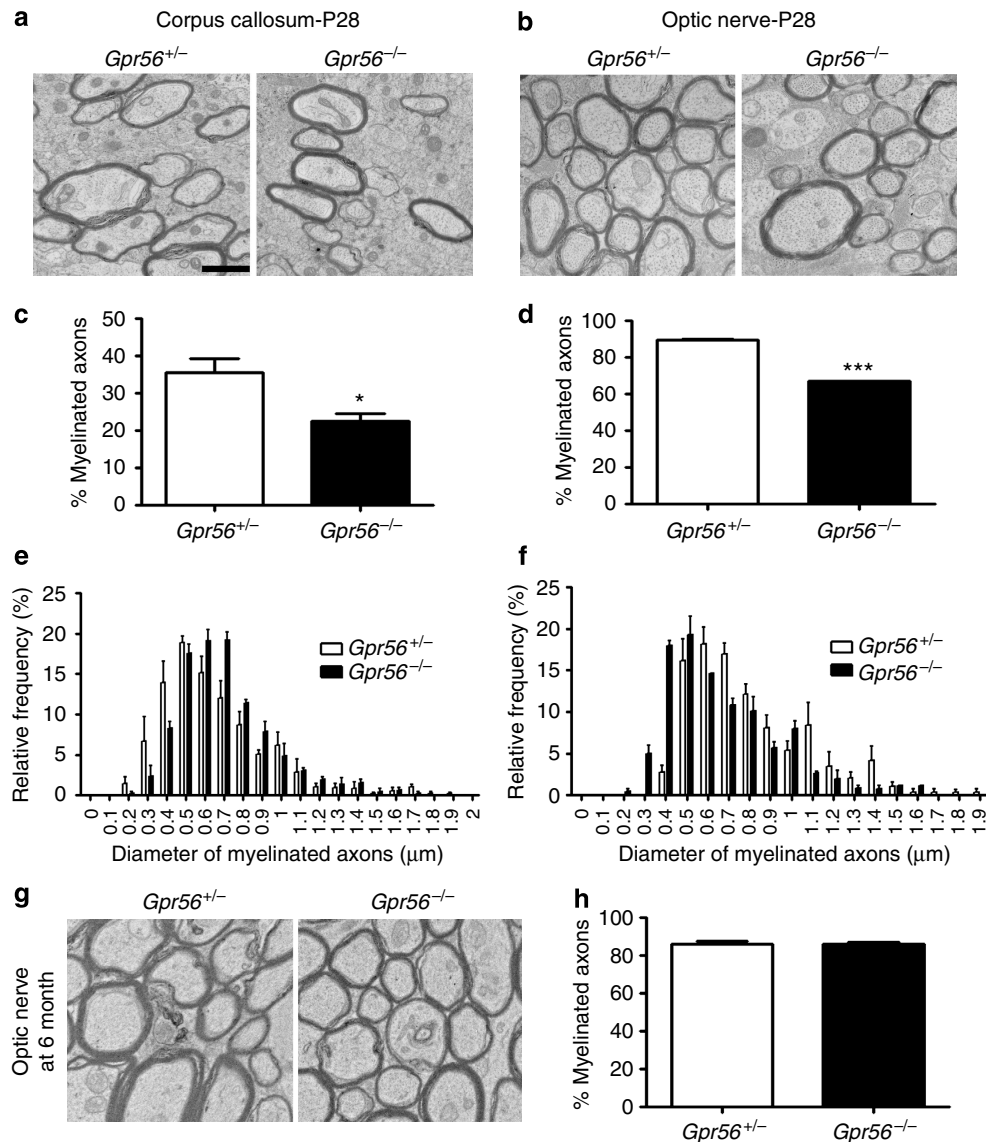 a Corpus callosum-P28
Gpr56+/– Gpr56–/–
b Optic nerve-P28
Gpr56+/– Gpr56–/–
c
% Myelinated axons
50
40
30
20
10
0
*
Gpr56+/– Gpr56–/–
d
% Myelinated axons
100
80
60
40
20
0
***
Gpr56+/– Gpr56–/–
e
Relative frequency (%)
25
20
15
10
5
0
Gpr56+/–
Gpr56–/–
0 0.1 0.2 0.3 0.4 0.5 0.6 0.7 0.8 0.9 1 1.1 1.2 1.3 1.4 1.5 1.6 1.7 1.8 1.9 2
Diameter of myelinated axons (μm)
f
Relative frequency (%)
25
20
15
10
5
0
Gpr56+/–
Gpr56–/–
0 0.1 0.2 0.3 0.4 0.5 0.6 0.7 0.8 0.9 1 1.1 1.2 1.3 1.4 1.5 1.6 1.7 1.8 1.9
Diameter of myelinated axons (μm)
g
Gpr56+/– Gpr56–/–
Optic nerve
at 6 month
h
% Myelinated axons
100
80
60
40
20
0
Gpr56+/– Gpr56–/–